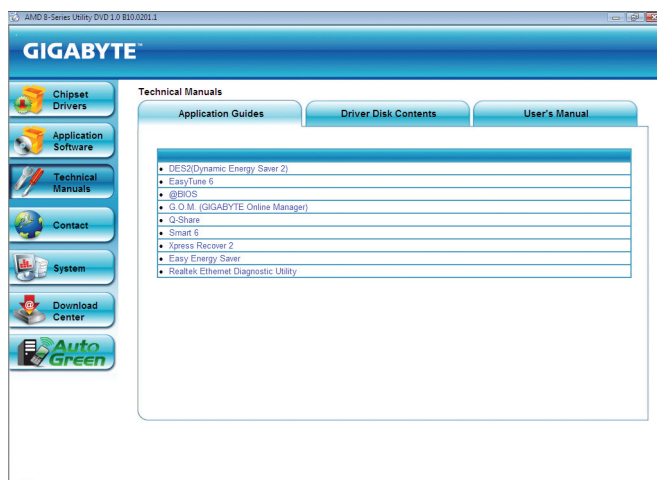 AMD 8-Series Utility DVD 1.0 B10.0201.1
GIGABYTE™
Chipset
Drivers
Application
Software
Technical
Manuals
Contact
System
Download
Center
Auto
Green
Technical Manuals
Application Guides
Driver Disk Contents
User's Manual
• DES2(Dynamic Energy Saver 2)
• EasyTune 6
• @BIOS
• G.O.M. (GIGABYTE Online Manager)
• Q-Share
• Smart 6
• Xpress Recover 2
• Easy Energy Saver
• Realtek Ethernet Diagnostic Utility